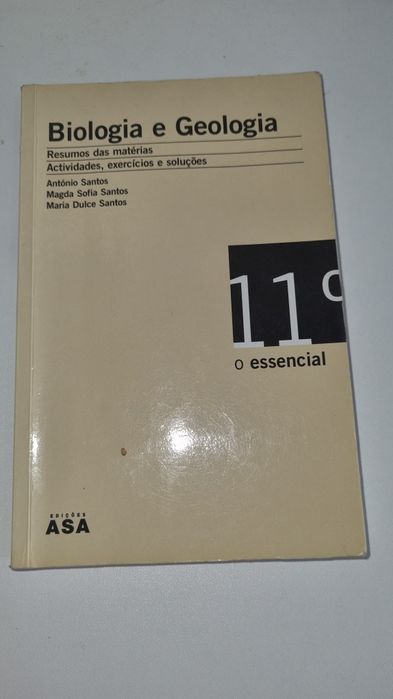 Biologia e Geologia
Resumos das matérias
Actividades, exercícios e soluções
António Santos
Magda Sofia Santos
Maria Dulce Santos
11º
o essencial
EDIÇÕES
ASA